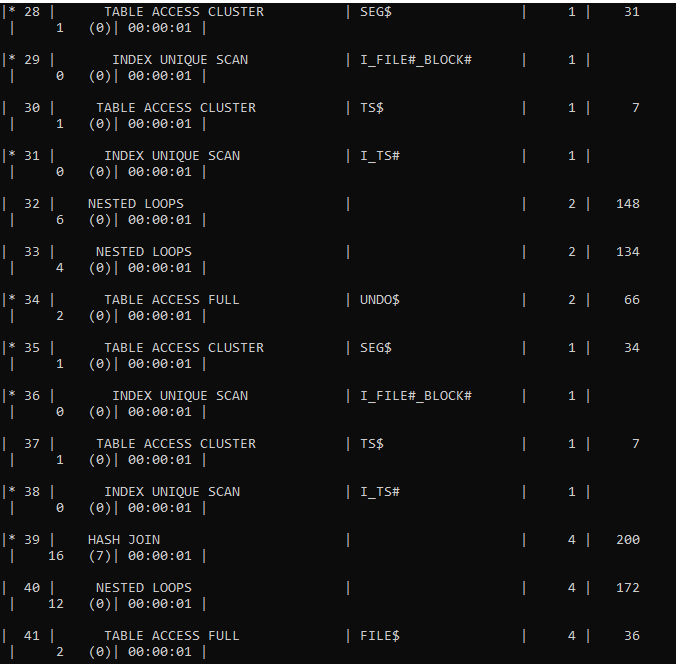 |* 28 |      TABLE ACCESS CLUSTER          | SEG$             |     1 |    31
 |     1   (0)| 00:00:01 |
|* 29 |       INDEX UNIQUE SCAN            | I_FILE#_BLOCK#      |     1 |
 |     0   (0)| 00:00:01 |
|  30 |     TABLE ACCESS CLUSTER           | TS$                 |     1 |     7
 |     1   (0)| 00:00:01 |
|* 31 |      INDEX UNIQUE SCAN             | I_TS#               |     1 |
 |     0   (0)| 00:00:01 |
|  32 |    NESTED LOOPS                    |                     |     2 |   148
 |     6   (0)| 00:00:01 |
|  33 |     NESTED LOOPS                   |                     |     2 |   134
 |     4   (0)| 00:00:01 |
|* 34 |      TABLE ACCESS FULL             | UNDO$               |     2 |    66
 |     2   (0)| 00:00:01 |
|* 35 |      TABLE ACCESS CLUSTER          | SEG$                |     1 |    34
 |     1   (0)| 00:00:01 |
|* 36 |       INDEX UNIQUE SCAN            | I_FILE#_BLOCK#      |     1 |
 |     0   (0)| 00:00:01 |
|  37 |     TABLE ACCESS CLUSTER           | TS$                 |     1 |     7
 |     1   (0)| 00:00:01 |
|* 38 |      INDEX UNIQUE SCAN             | I_TS#               |     1 |
 |     0   (0)| 00:00:01 |
|* 39 |    HASH JOIN                       |                     |     4 |   200
 |    16   (7)| 00:00:01 |
|  40 |     NESTED LOOPS                   |                     |     4 |   172
 |    12   (0)| 00:00:01 |
|  41 |      TABLE ACCESS FULL             | FILE$               |     4 |    36
 |     2   (0)| 00:00:01 |